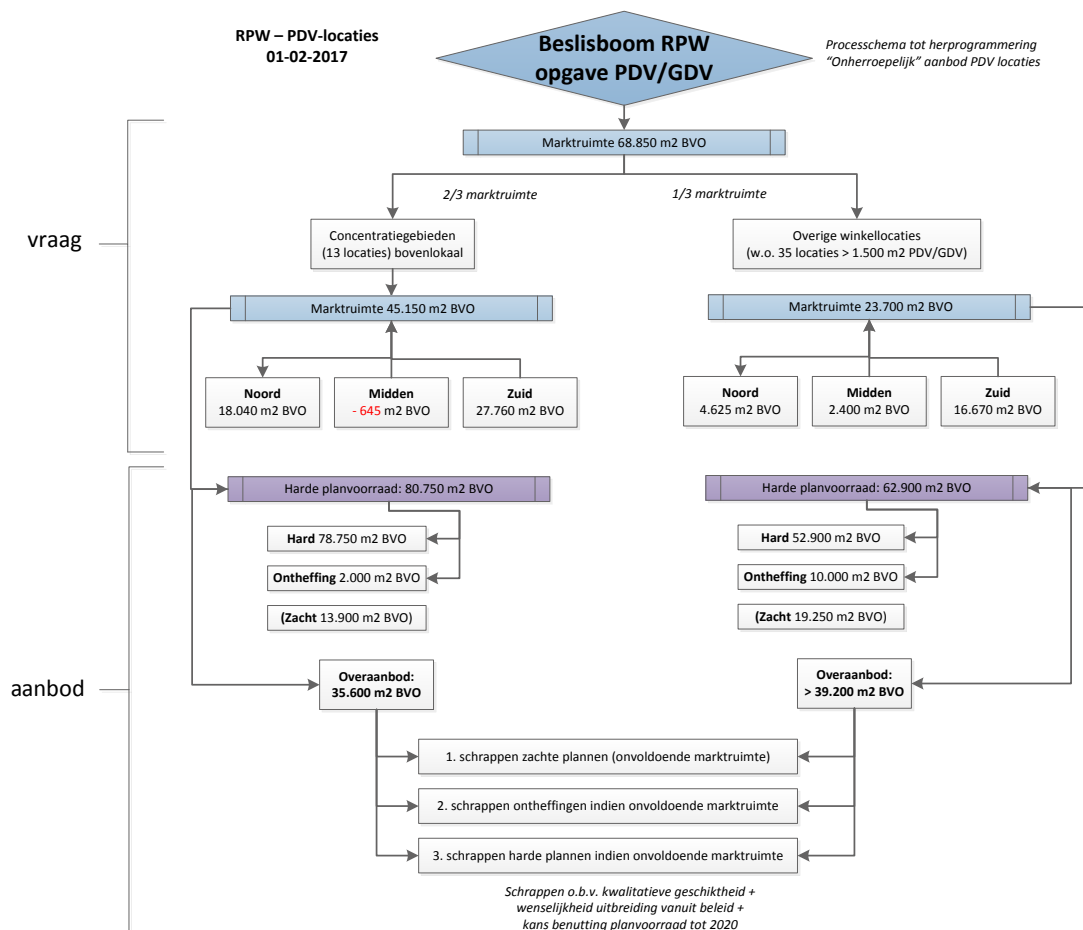 RPW – PDV-locaties
01-02-2017
Beslisboom RPW
opgave PDV/GDV
Processchema tot herprogrammering
“Onherroepelijk” aanbod PDV locaties
Marktruimte 68.850 m2 BVO
2/3 marktruimte
1/3 marktruimte
vraag
Concentratiegebieden
(13 locaties) bovenlokaal
Overige winkellocaties
(w.o. 35 locaties > 1.500 m2 PDV/GDV)
Marktruimte 45.150 m2 BVO
Marktruimte 23.700 m2 BVO
Noord
18.040 m2 BVO
Midden
- 645 m2 BVO
Zuid
27.760 m2 BVO
Noord
4.625 m2 BVO
Midden
2.400 m2 BVO
Zuid
16.670 m2 BVO
aanbod
Harde planvoorraad: 80.750 m2 BVO
Harde planvoorraad: 62.900 m2 BVO
Hard 78.750 m2 BVO
Ontheffing 2.000 m2 BVO
(Zacht 13.900 m2 BVO)
Hard 52.900 m2 BVO
Ontheffing 10.000 m2 BVO
(Zacht 19.250 m2 BVO)
Overaanbod:
35.600 m2 BVO
Overaanbod:
> 39.200 m2 BVO
1. schrappen zachte plannen (onvoldoende marktruimte)
2. schrappen ontheffingen indien onvoldoende marktruimte
3. schrappen harde plannen indien onvoldoende marktruimte
Schrappen o.b.v. kwalitatieve geschiktheid +
wenselijkheid uitbreiding vanuit beleid +
kans benutting planvoorraad tot 2020